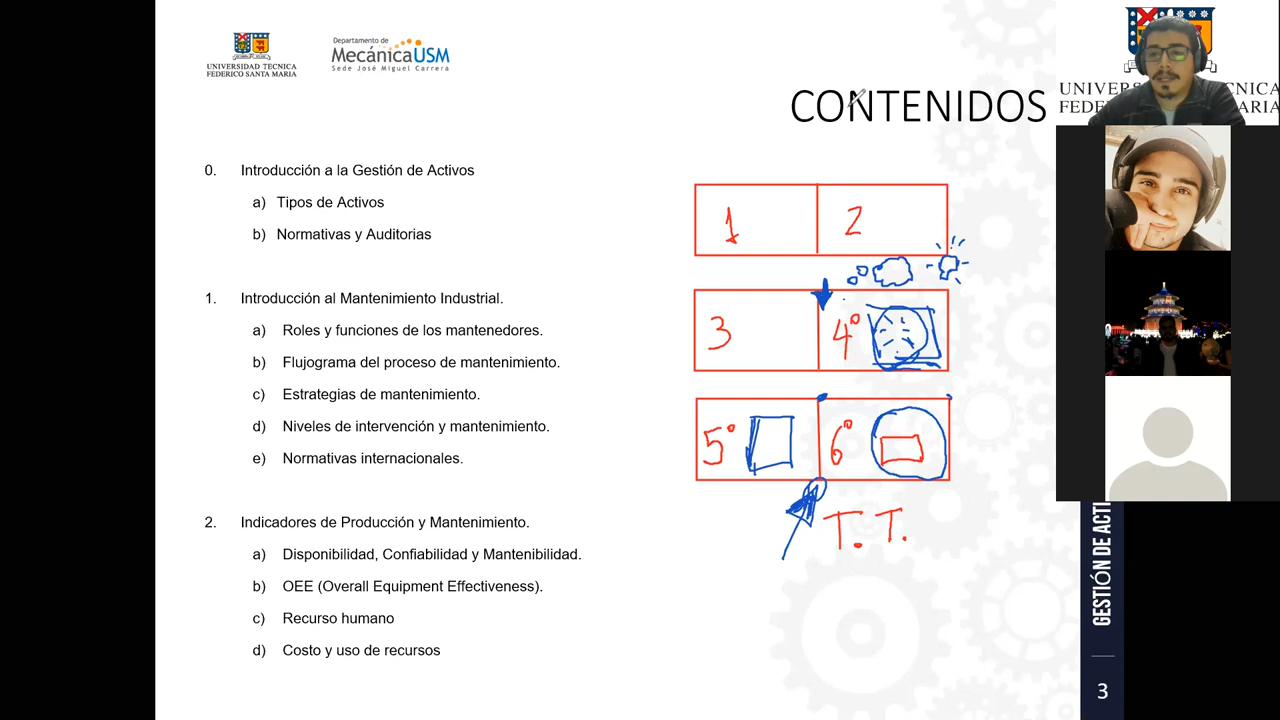 UNIVERSIDAD TECNICA
FEDERICO SANTA MARIA
Departamento de
MecánicaUSM
Sede José Miguel Carrera
CONTENIDOS
0. Introducción a la Gestión de Activos
a) Tipos de Activos
b) Normativas y Auditorias
1. Introducción al Mantenimiento Industrial.
a) Roles y funciones de los mantenedores.
b) Flujograma del proceso de mantenimiento.
c) Estrategias de mantenimiento.
d) Niveles de intervención y mantenimiento.
e) Normativas internacionales.
2. Indicadores de Producción y Mantenimiento.
a) Disponibilidad, Confiabilidad y Mantenibilidad.
b) OEE (Overall Equipment Effectiveness).
c) Recurso humano
d) Costo y uso de recursos
1 2
3 4°
5° 6°
T. T.
UNIVERS CNICA
FEDE ARIA
GESTIÓN DE ACTI
3